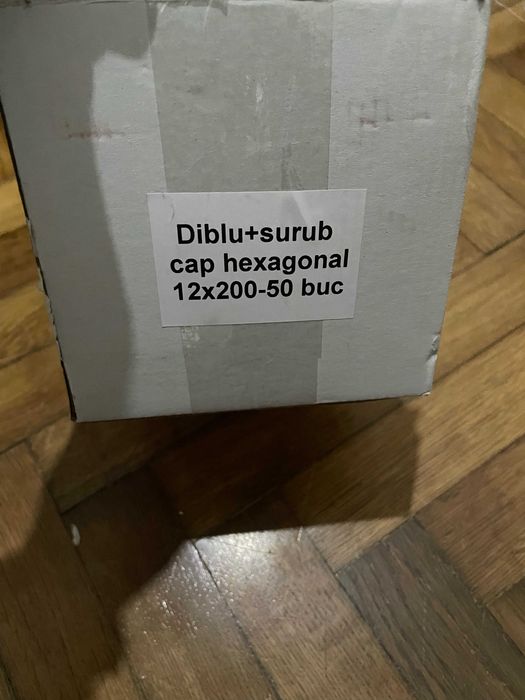 Diblu+surub
cap hexagonal
12x200-50 buc